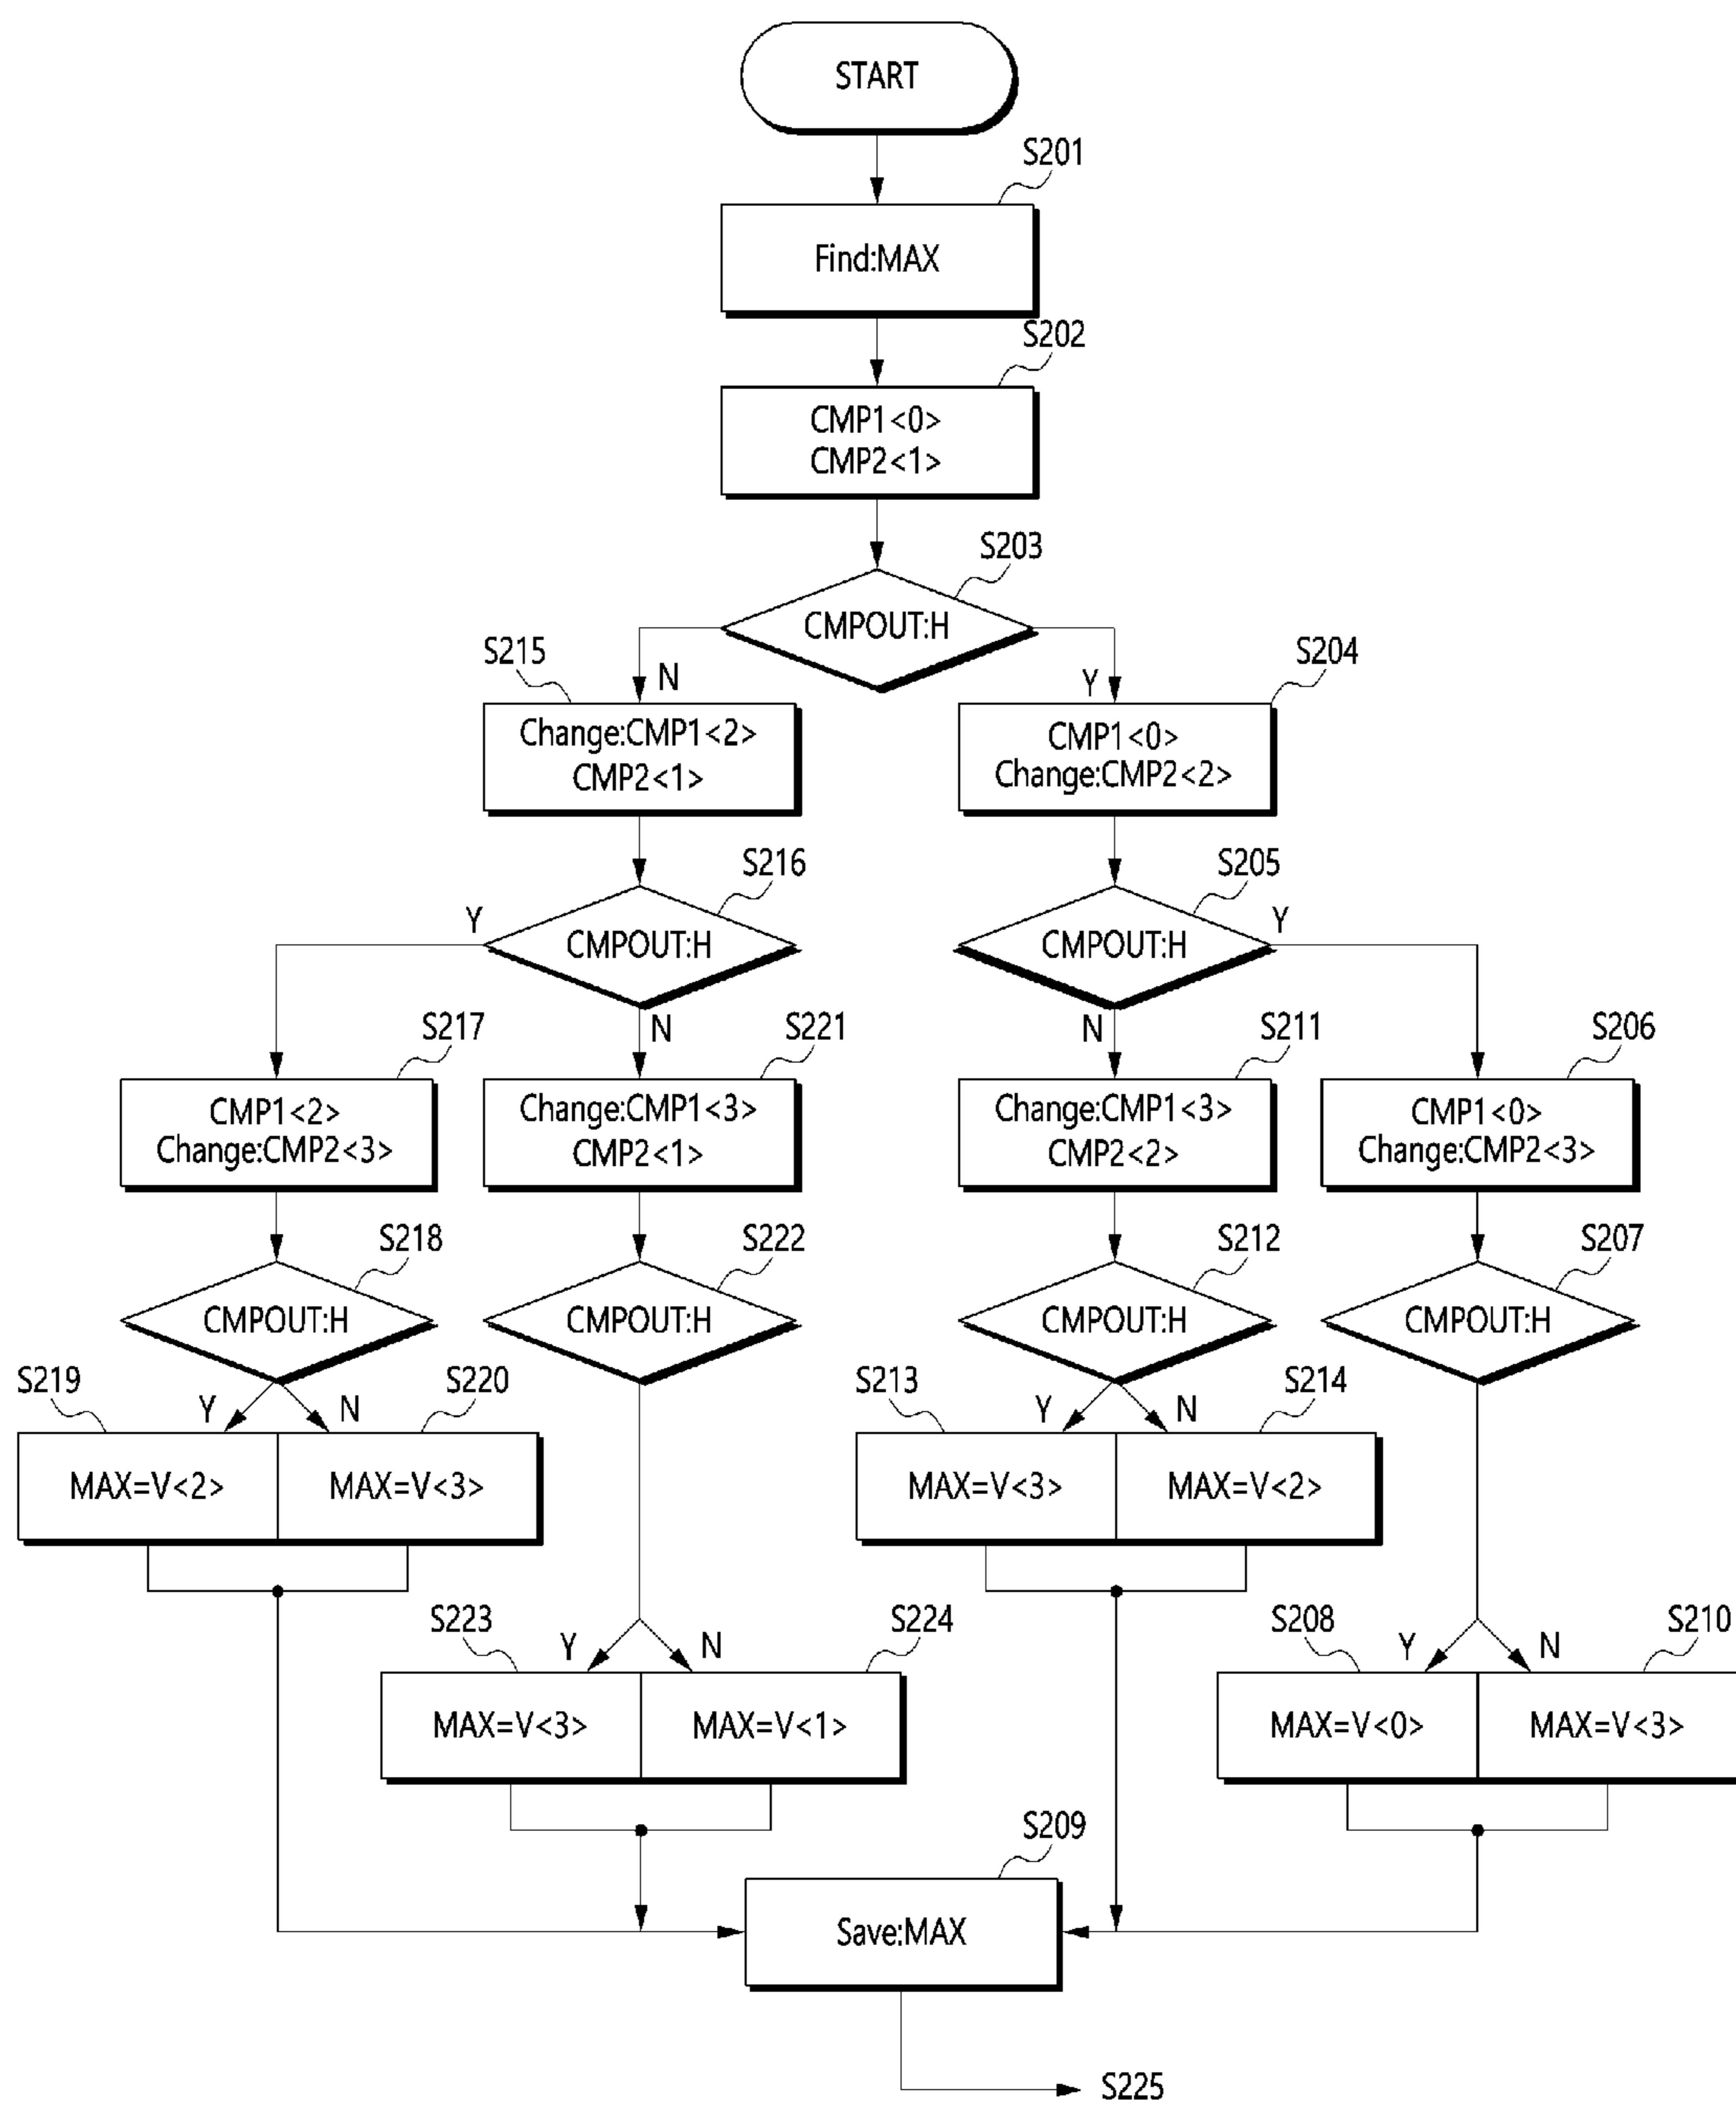 START
S201
Find:MAX
S202
CMP1<0>
CMP2<1>
S203
CMPOUT:H
S215
N
Y
S204
Change:CMP1<2>
CMP2<1>
CMP1<0>
Change:CMP2<2>
S216
S205
Y
CMPOUT:H
CMPOUT:H
Y
S217
N
S221
N
S211
S206
CMP1<2>
Change:CMP2<3>
Change:CMP1<3>
CMP2<1>
Change:CMP1<3>
CMP2<2>
CMP1<0>
Change:CMP2<3>
S218
S222
S212
S207
CMPOUT:H
CMPOUT:H
CMPOUT:H
CMPOUT:H
S219
Y
N
S220
S213
Y
N
S214
MAX=V<2>
MAX=V<3>
MAX=V<3>
MAX=V<2>
S223
Y
N
S224
S208
Y
N
S210
MAX=V<3>
MAX=V<1>
MAX=V<0>
MAX=V<3>
S209
Save:MAX
S225